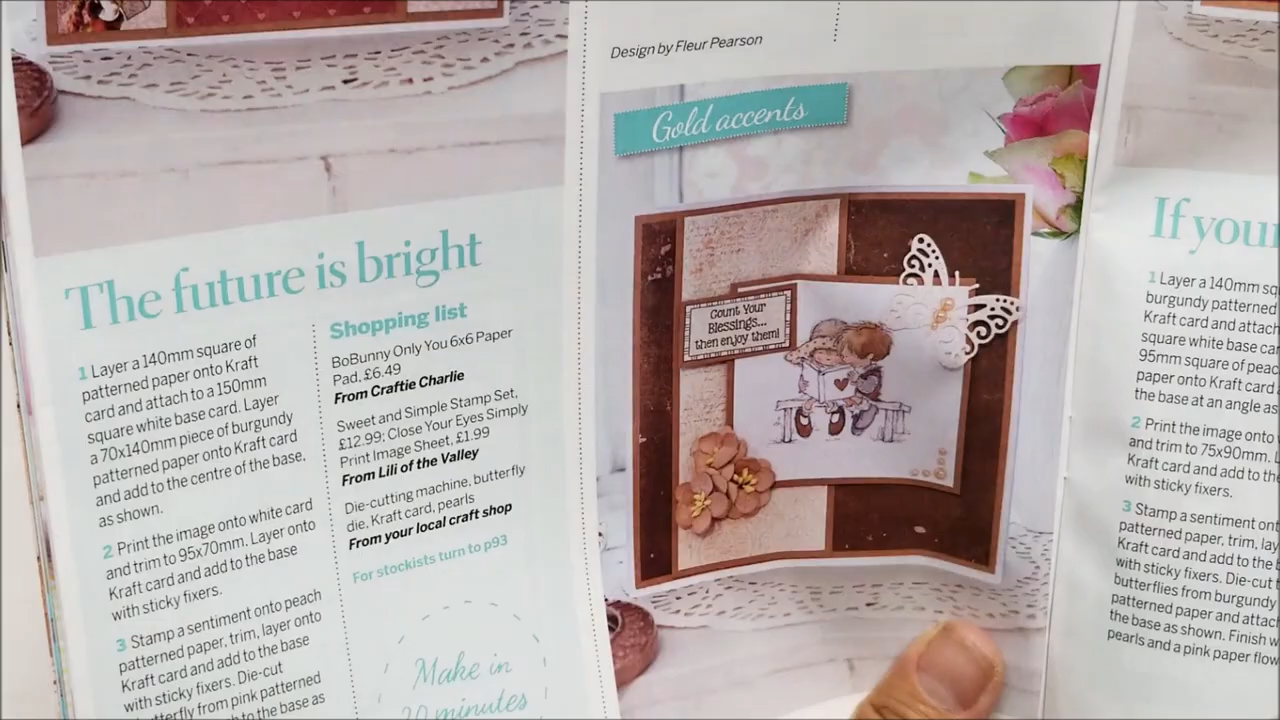 The future is bright
1 Layer a 140mm square of
patterned paper onto Kraft
card and attach to a 150mm
square white base card. Layer
a 70x140mm piece of burgundy
patterned paper onto Kraft card
and add to the centre of the base,
as shown.
2 Print the image onto white card
and trim to 95x70mm. Layer onto
Kraft card and add to the base
with sticky fixers.
3 Stamp a sentiment onto peach
patterned paper, trim, layer onto
Kraft card and add to the base
with sticky fixers. Die-cut
butterfly from pink patterned
to the base as
Shopping list
BoBunny Only You 6x6 Paper
Pad, £6.49
From Craftie Charlie
Sweet and Simple Stamp Set,
£12.99; Close Your Eyes Simply
Print Image Sheet, £1.99
From Lili of the Valley
Die-cutting machine, butterfly
die, Kraft card, pearls
From your local craft shop
For stockists turn to p93
Make in
20 minutes
Design by Fleur Pearson
Gold accents
Count Your
Blessings...
then enjoy them!
If your
1 Layer a 140mm
burgundy patterned
Kraft card and attach
square white base
95mm square of
paper onto Kraft card
the base at an angle as
2 Print the image onto
and trim to 75x90mm.
Kraft card and add to the
with sticky fixers.
3 Stamp a sentiment
patterned paper, trim,
Kraft card and add to the
with sticky fixers. Die-cut
butterflies from burgundy
patterned paper and
the base as shown. Finish
pearls and a pink paper